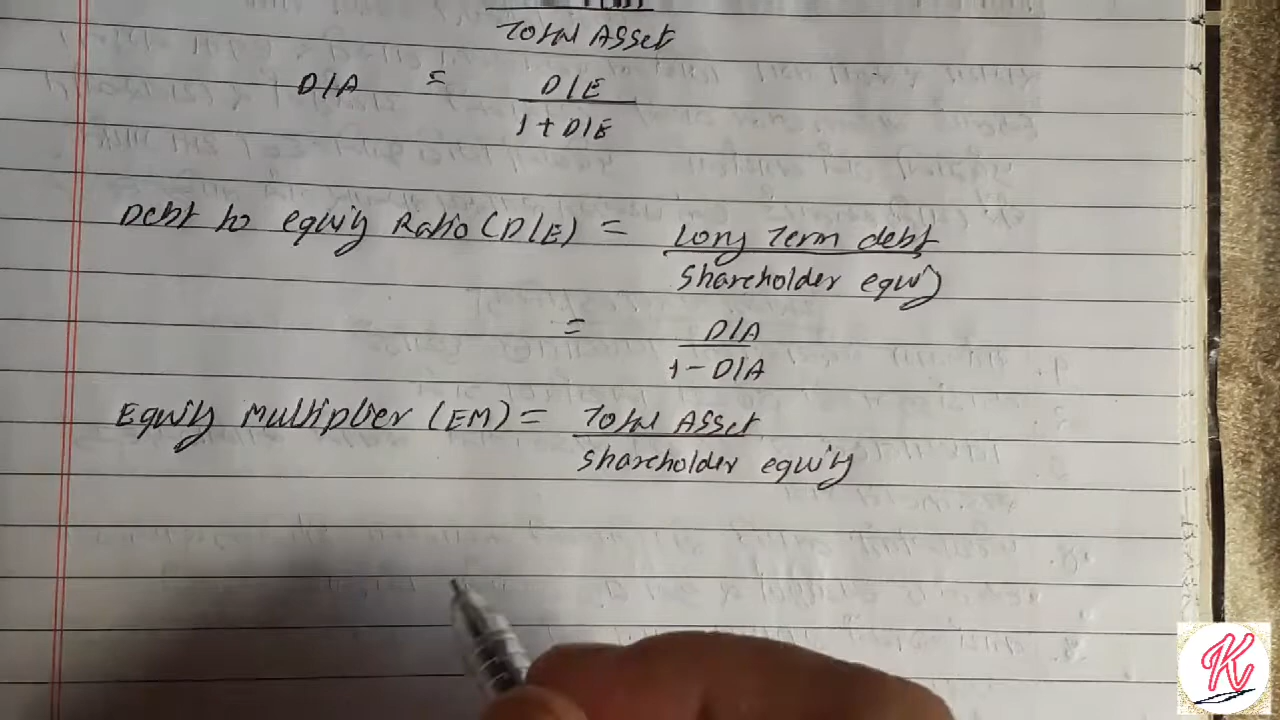 Total Asset
D/A = D/E
1 + D/E
Debt to equity Ratio (D/E) = Long Term debt
Shareholder equity
= D/A
1 - D/A
Equity multiplier (EM) = Total Asset
Shareholder equity
K